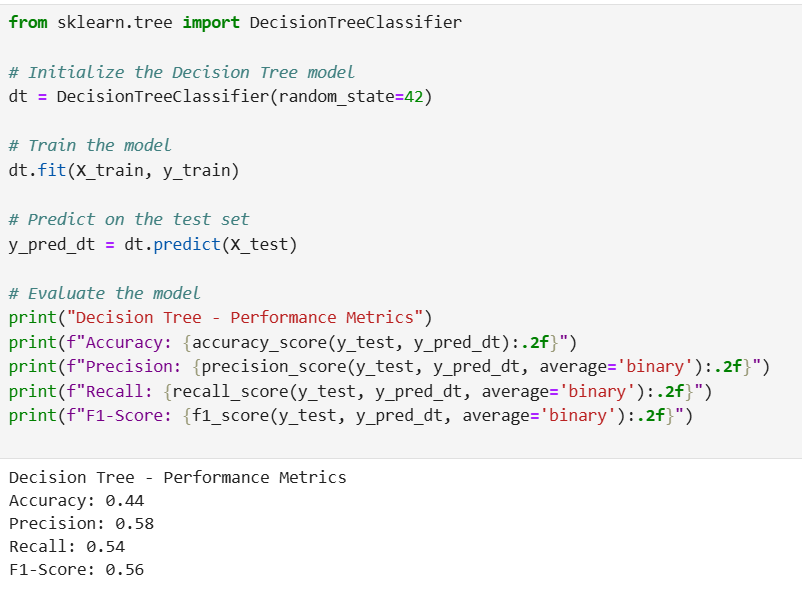 from sklearn.tree import DecisionTreeClassifier
# Initialize the Decision Tree model
dt = DecisionTreeClassifier(random_state=42)
# Train the model
dt.fit(X_train, y_train)
# Predict on the test set
y_pred_dt = dt.predict(X_test)
# Evaluate the model
print("Decision Tree - Performance Metrics")
print(f"Accuracy: {accuracy_score(y_test, y_pred_dt):.2f}")
print(f"Precision: {precision_score(y_test, y_pred_dt, average='binary'):.2f}")
print(f"Recall: {recall_score(y_test, y_pred_dt, average='binary'):.2f}")
print(f"F1-Score: {f1_score(y_test, y_pred_dt, average='binary'):.2f}")
Decision Tree - Performance Metrics
Accuracy: 0.44
Precision: 0.58
Recall: 0.54
F1-Score: 0.56